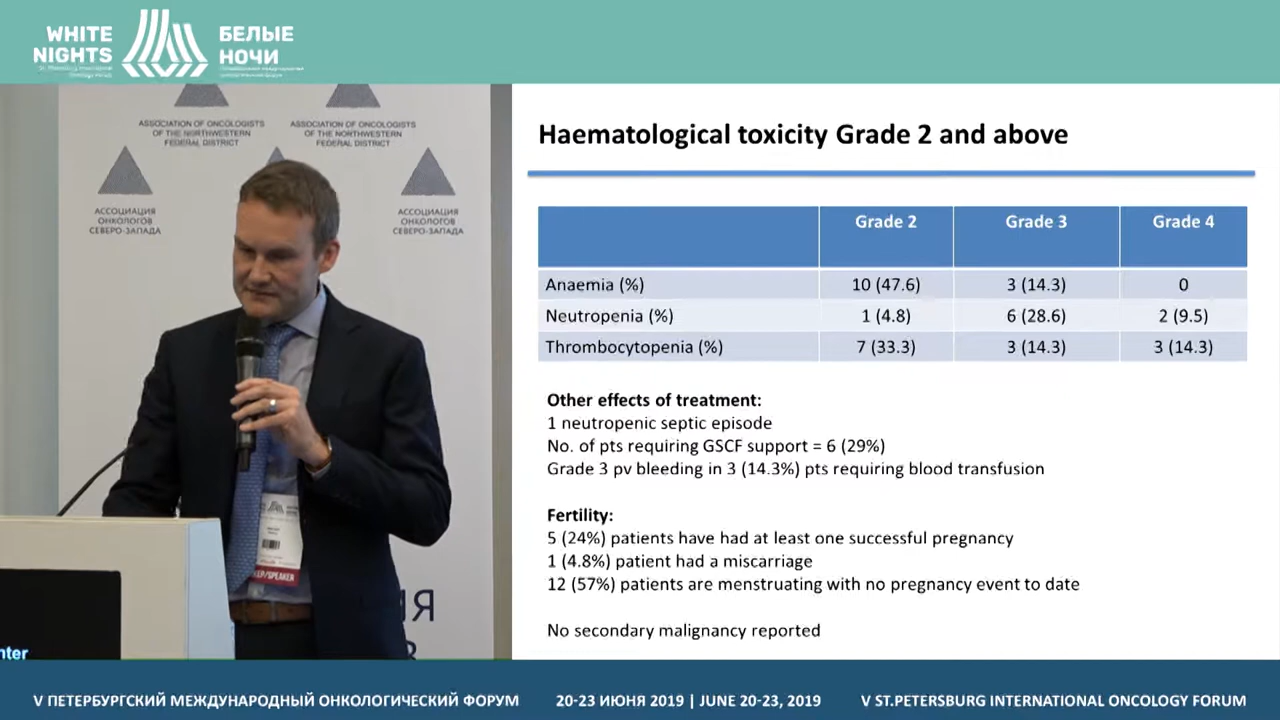 WHITE
NIGHTS
БЕЛЫЕ
НОЧИ
ASSOCIATION OF ONCOLOGISTS
OF THE NORTHWESTERN
FEDERAL DISTRICT
ASSOCIATION OF ONCOLOGISTS
OF THE NORTHWESTERN
FEDERAL DISTRICT
АССОЦИАЦИЯ
ОНКОЛОГОВ
СЕВЕРО-ЗАПАДА
АССОЦИАЦИЯ
ОНКОЛОГОВ
СЕВЕРО-ЗАПАДА
Haematological toxicity Grade 2 and above
Grade 2 Grade 3 Grade 4
Anaemia (%) 10 (47.6) 3 (14.3) 0
Neutropenia (%) 1 (4.8) 6 (28.6) 2 (9.5)
Thrombocytopenia (%) 7 (33.3) 3 (14.3) 3 (14.3)
Other effects of treatment:
1 neutropenic septic episode
No. of pts requiring GSCF support = 6 (29%)
Grade 3 pv bleeding in 3 (14.3%) pts requiring blood transfusion
Fertility:
5 (24%) patients have had at least one successful pregnancy
1 (4.8%) patient had a miscarriage
12 (57%) patients are menstruating with no pregnancy event to date
No secondary malignancy reported
/SPEAKER
ИЯ
nter
V ПЕТЕРБУРГСКИЙ МЕЖДУНАРОДНЫЙ ОНКОЛОГИЧЕСКИЙ ФОРУМ 20-23 ИЮНЯ 2019 | JUNE 20-23, 2019 V ST.PETERSBURG INTERNATIONAL ONCOLOGY FORUM